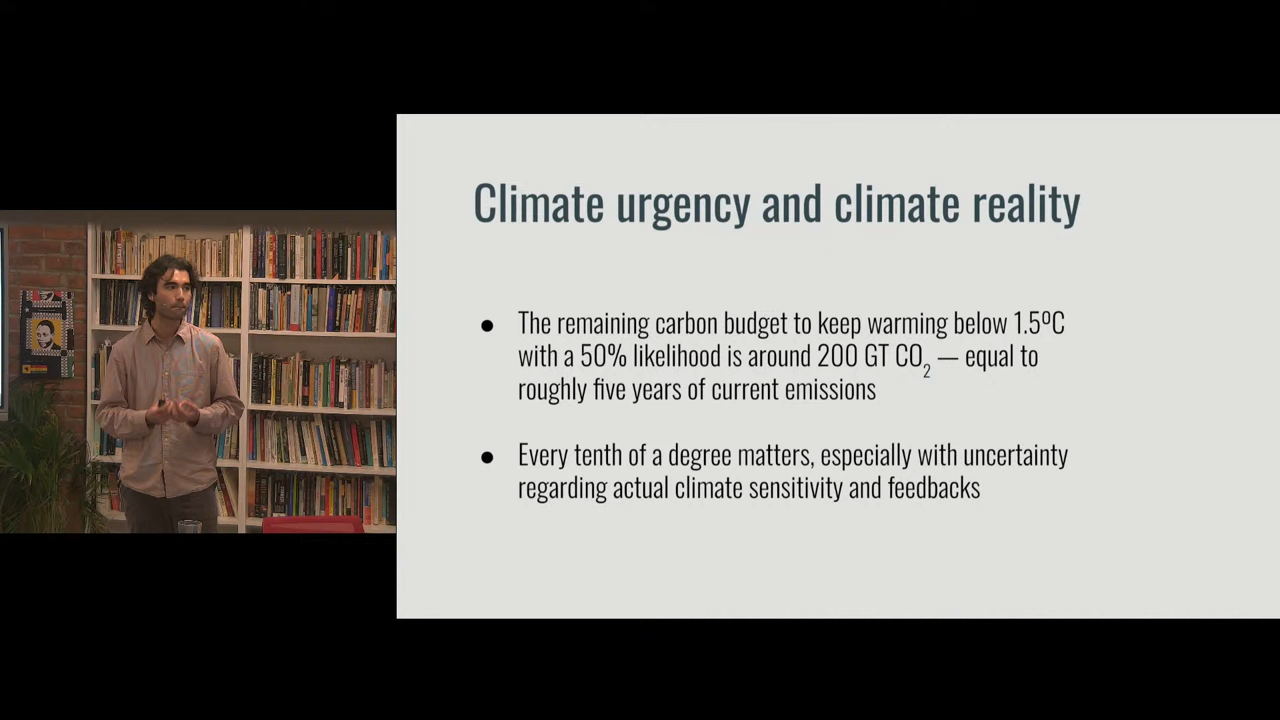 Climate urgency and climate reality
● The remaining carbon budget to keep warming below 1.5ºC
with a 50% likelihood is around 200 GT CO₂ — equal to
roughly five years of current emissions
● Every tenth of a degree matters, especially with uncertainty
regarding actual climate sensitivity and feedbacks